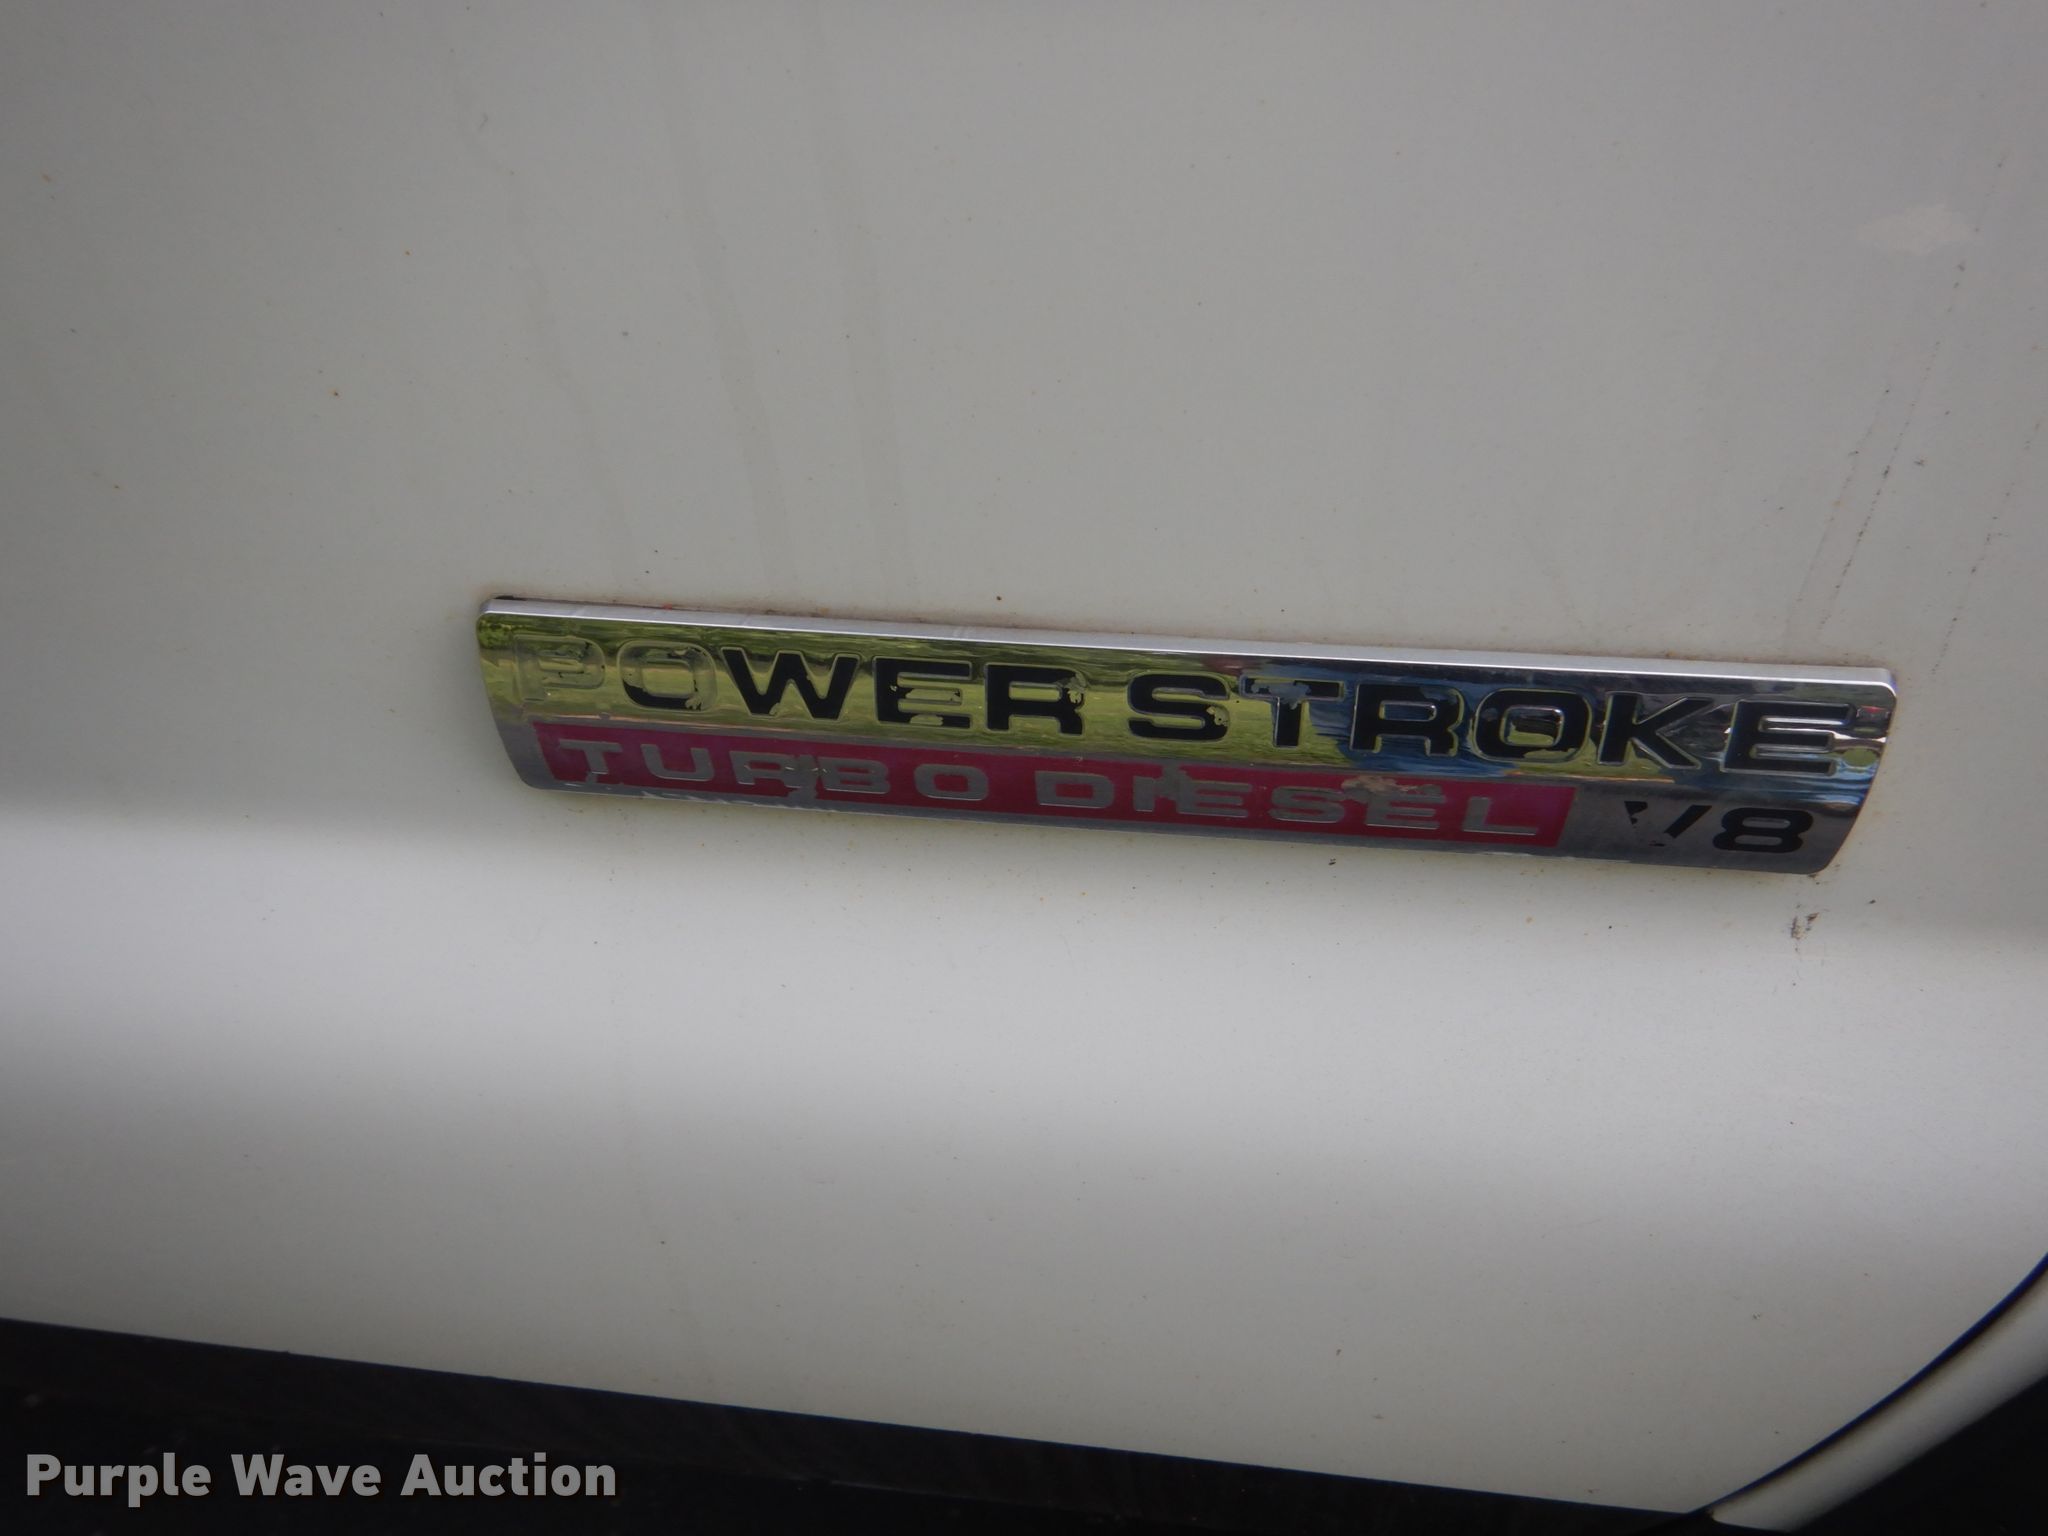 POWER STROKE
TURBO DIESEL V8
Purple Wave Auction